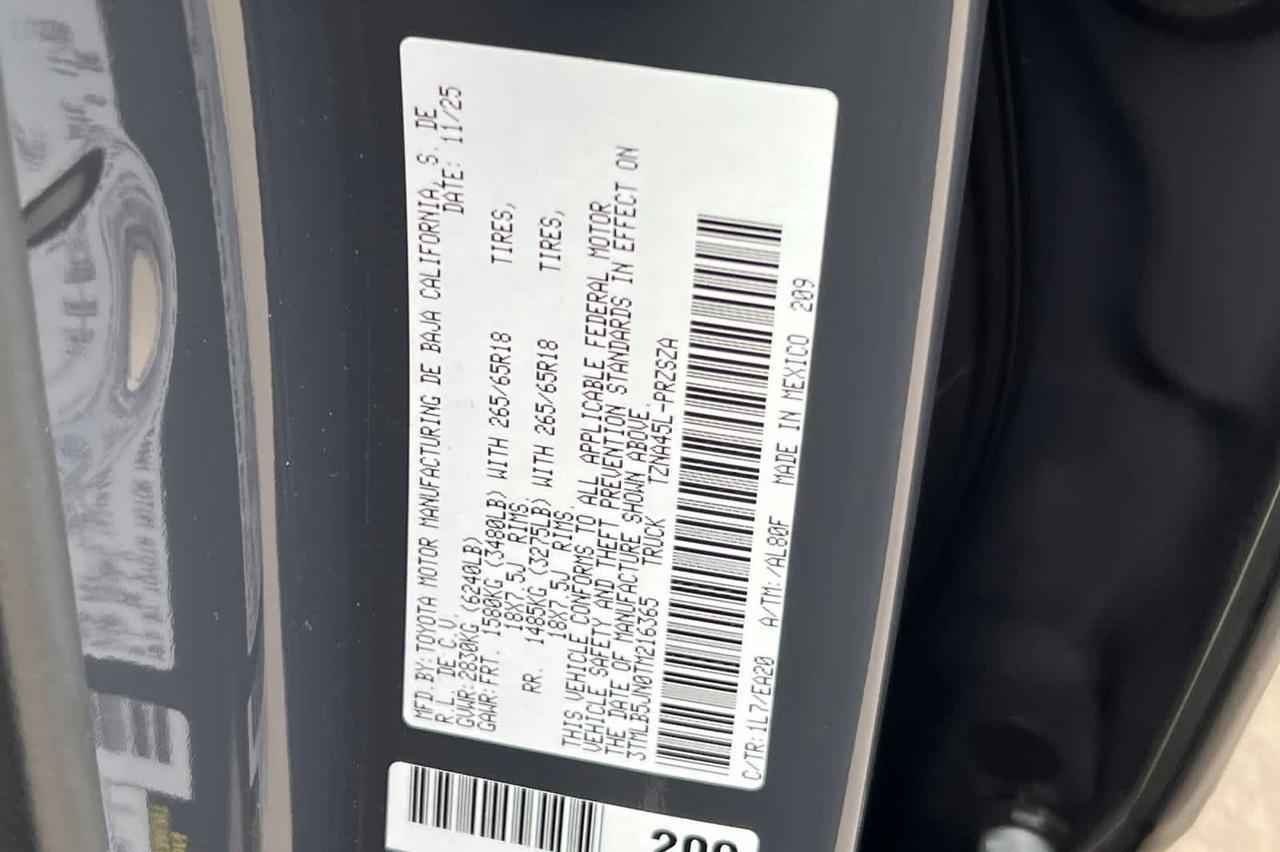 MFD BY:TOYOTA MOTOR MANUFACTURING DE BAJA CALIFORNIA, S. DE
R.L. DE C.V. DATE: 11/25
GVWR:2830KG (6240LB)
GAWR:FRT. 1580KG (3480LB) WITH 265/65R18 TIRES,
18X7.5J RIMS.
RR. 1485KG (3275LB) WITH 265/65R18 TIRES,
18X7.5J RIMS.
THIS VEHICLE CONFORMS TO ALL APPLICABLE FEDERAL MOTOR
VEHICLE SAFETY AND THEFT PREVENTION STANDARDS IN EFFECT ON
THE DATE OF MANUFACTURE SHOWN ABOVE.
3TMLB5JN0TM216365 TRUCK TZNA45L-PRZSZA
C/TR:1L7/EA20 A/TM:/AL80F MADE IN MEXICO 209
209